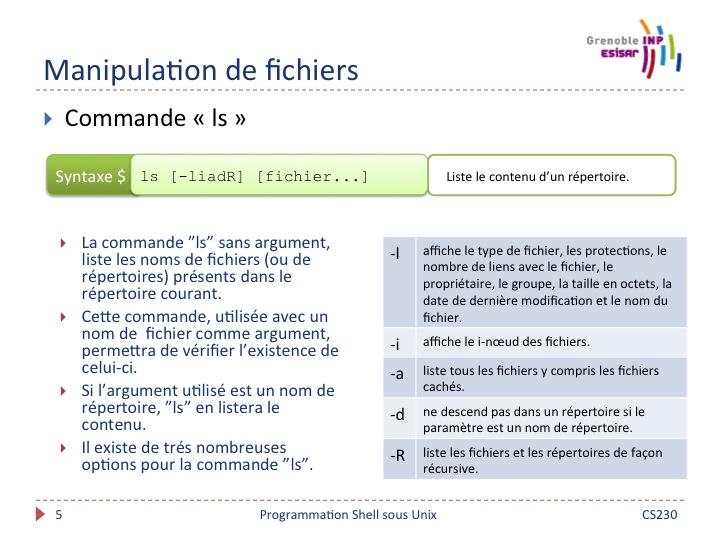 Grenoble INP
ESISAR
Manipulation de fichiers
Commande « ls »
Syntaxe $ ls [-liadR] [fichier...] Liste le contenu d’un répertoire.
La commande ”ls” sans argument,
liste les noms de fichiers (ou de
répertoires) présents dans le
répertoire courant.
Cette commande, utilisée avec un
nom de fichier comme argument,
permettra de vérifier l’existence de
celui-ci.
Si l’argument utilisé est un nom de
répertoire, ”ls” en listera le
contenu.
Il existe de trés nombreuses
options pour la commande ”ls”.
-l affiche le type de fichier, les protections, le
nombre de liens avec le fichier, le
propriétaire, le groupe, la taille en octets, la
date de dernière modification et le nom du
fichier.
-i affiche le i-nœud des fichiers.
-a liste tous les fichiers y compris les fichiers
cachés.
-d ne descend pas dans un répertoire si le
paramètre est un nom de répertoire.
-R liste les fichiers et les répertoires de façon
récursive.
5 Programmation Shell sous Unix CS230